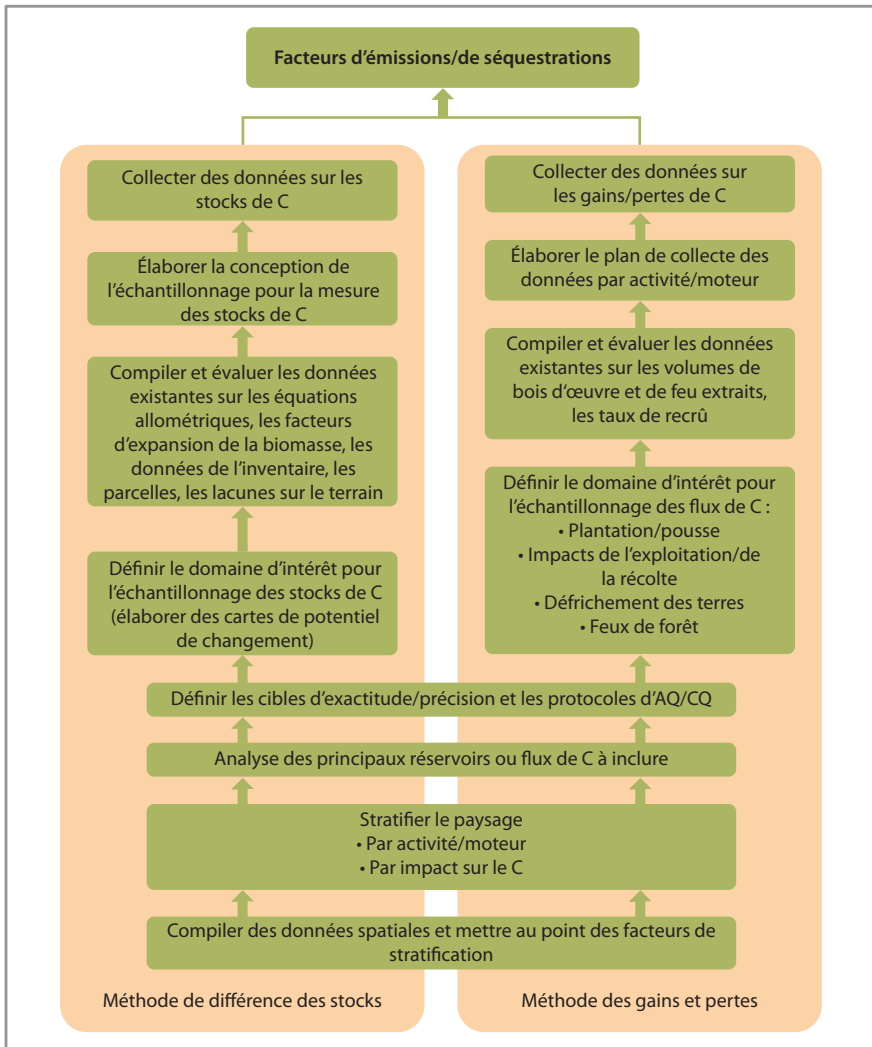 Facteurs d'émissions/de séquestrations
Collecter des données sur les
stocks de C
Élaborer la conception de
l'échantillonnage pour la mesure
des stocks de C
Compiler et évaluer les données
existantes sur les équations
allométriques, les facteurs
d'expansion de la biomasse, les
données de l'inventaire, les
parcelles, les lacunes sur le terrain
Définir le domaine d'intérêt pour
l'échantillonnage des stocks de C
(élaborer des cartes de potentiel
de changement)
Collecter des données sur
les gains/pertes de C
Élaborer le plan de collecte des
données par activité/moteur
Compiler et évaluer les données
existantes sur les volumes de
bois d'œuvre et de feu extraits,
les taux de recrû
Définir le domaine d'intérêt pour
l'échantillonnage des flux de C :
• Plantation/pousse
• Impacts de l'exploitation/de
la récolte
• Défrichement des terres
• Feux de forêt
Définir les cibles d'exactitude/précision et les protocoles d'AQ/CQ
Analyse des principaux réservoirs ou flux de C à inclure
Stratifier le paysage
• Par activité/moteur
• Par impact sur le C
Compiler des données spatiales et mettre au point des facteurs de
stratification
Méthode de différence des stocks
Méthode des gains et pertes